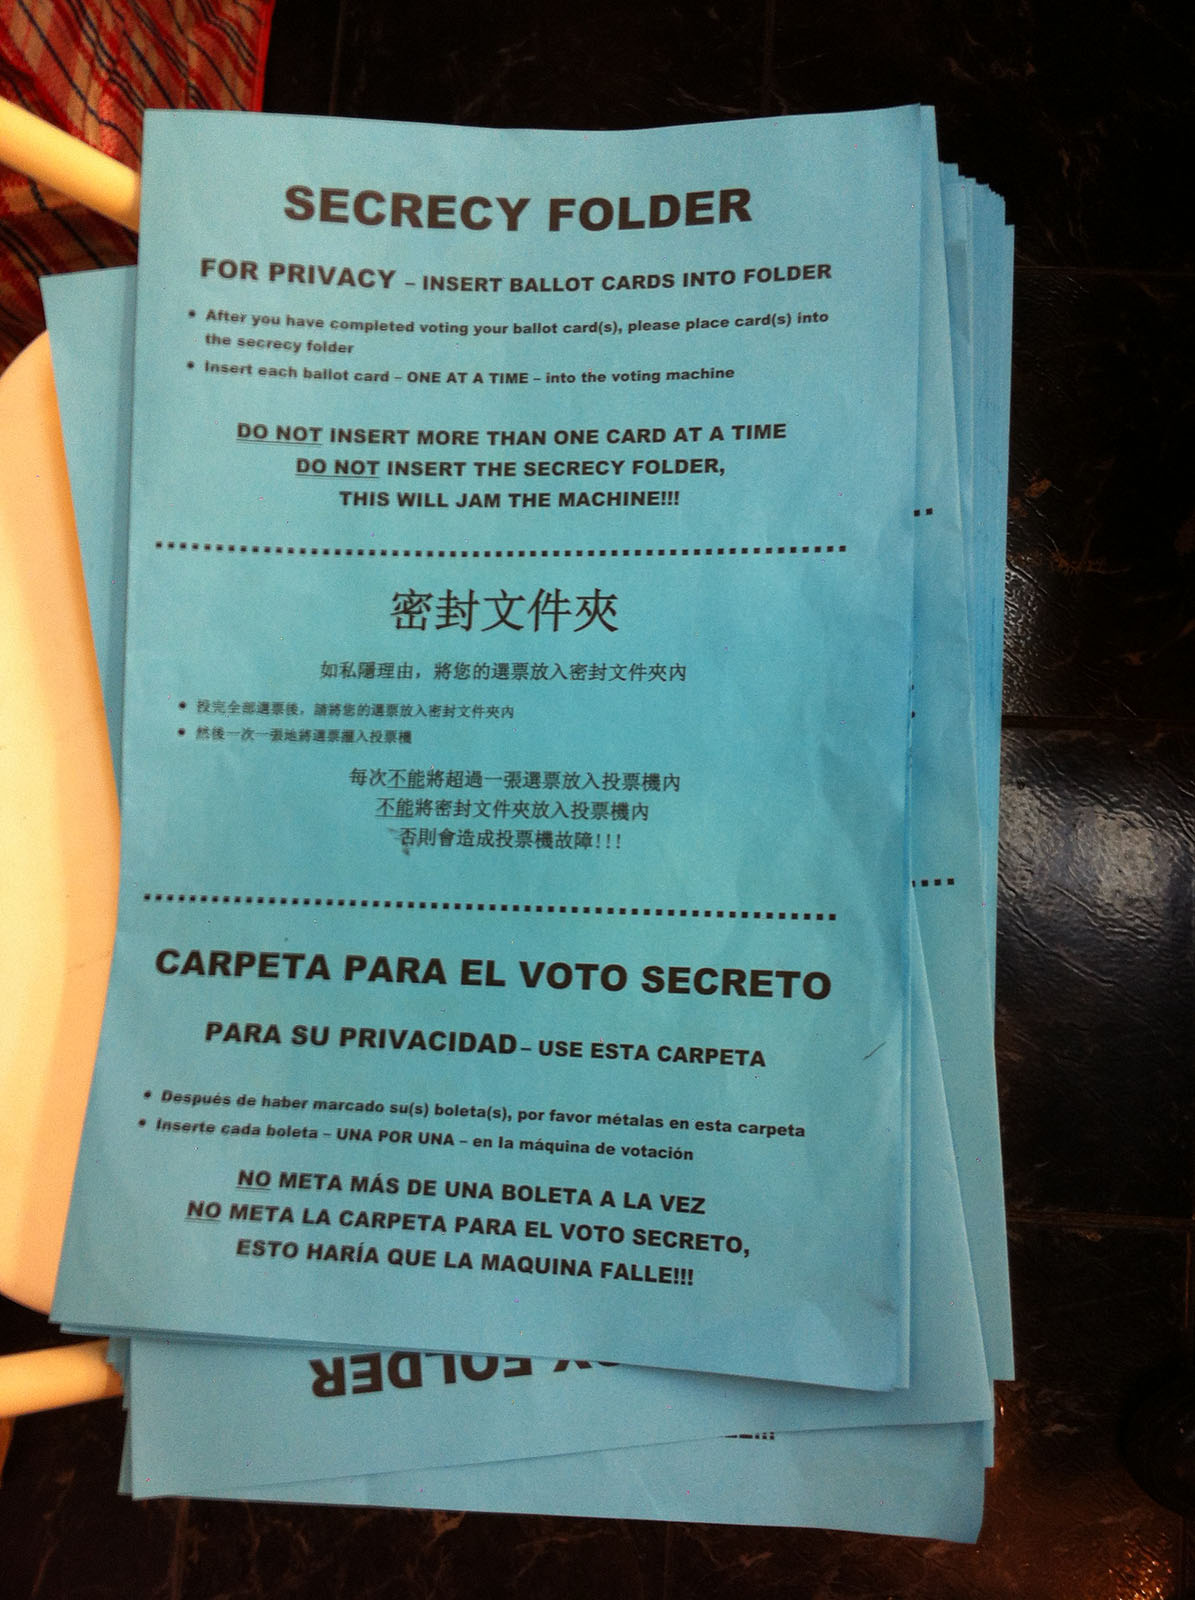 SECRECY FOLDER
FOR PRIVACY – INSERT BALLOT CARDS INTO FOLDER
• After you have completed voting your ballot card(s), please place card(s) into
the secrecy folder
• Insert each ballot card – ONE AT A TIME – into the voting machine
DO NOT INSERT MORE THAN ONE CARD AT A TIME
DO NOT INSERT THE SECRECY FOLDER,
THIS WILL JAM THE MACHINE!!!
密封文件夾
如私隱理由，將您的選票放入密封文件夾內
• 投完全部選票後，請將您的選票放入密封文件夾內
• 然後一次一張地將選票擺入投票機
每次不能將超過一張選票放入投票機內
不能將密封文件夾放入投票機內
否則會造成投票機故障!!!
CARPETA PARA EL VOTO SECRETO
PARA SU PRIVACIDAD – USE ESTA CARPETA
• Después de haber marcado su(s) boleta(s), por favor métalas en esta carpeta
• Inserte cada boleta – UNA POR UNA – en la máquina de votación
NO META MÁS DE UNA BOLETA A LA VEZ
NO META LA CARPETA PARA EL VOTO SECRETO,
ESTO HARÍA QUE LA MAQUINA FALLE!!!
FOLDER